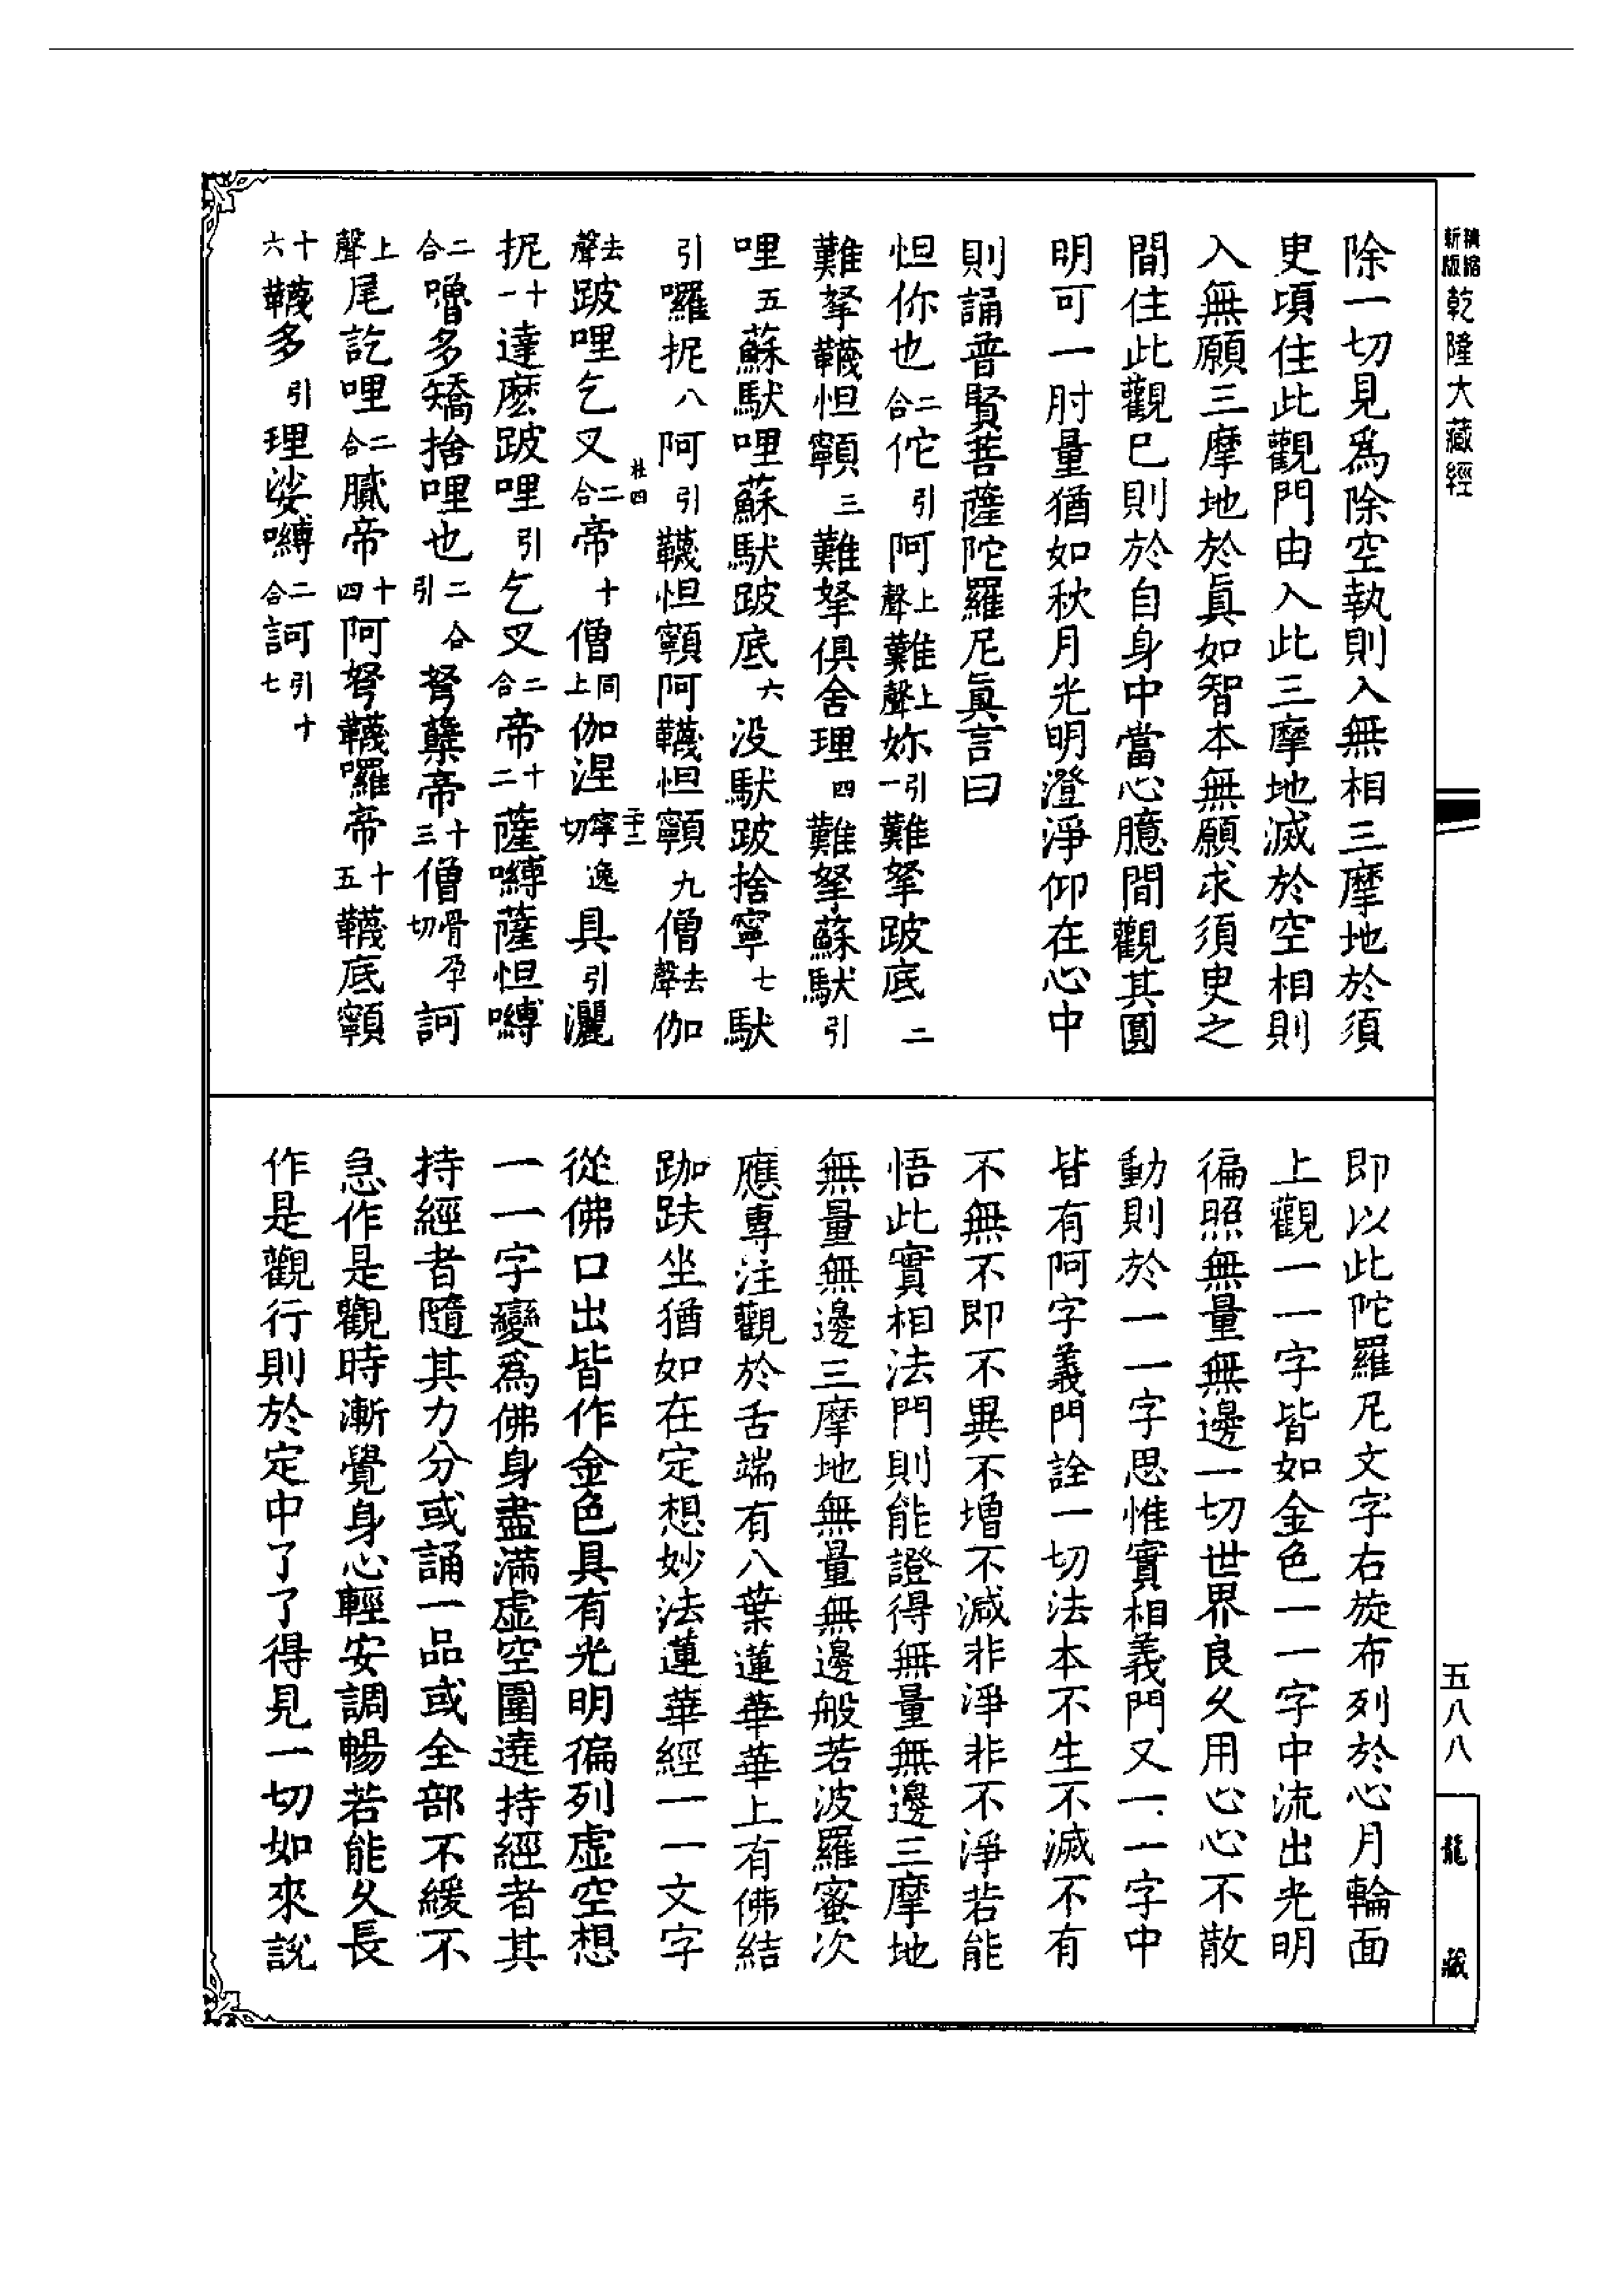 精縮新版乾隆大藏經
除一切見爲除空執則入無相三摩地於須
臾頃住此觀門由入此三摩地滅於空相則
入無願三摩地於眞如智本無願求須臾之
間住此觀已則於自身中當心臆間觀其圓
明可一肘量猶如秋月光明澄淨仰在心中
則誦普賢菩薩陀羅尼眞言曰
怛你也二合佗引阿上聲難上聲妳引一難拏跛底二
難拏韈怛𩕳三難拏俱舍理四難拏蘇馱引
哩五蘇馱哩蘇馱跛底六没馱跛捨寧七馱
引囉抳八阿引韈怛𩕳阿韈怛𩕳九僧去聲伽
杜四
二十二
去聲跛哩乞叉二合帝十僧同上伽涅寧逸切具引灑
抳十一達麼跛哩引乞叉二合帝十二薩嚩薩怛嚩
二合嚕多矯捨哩也二合引弩蘗帝十三僧骨孕切訶
上聲尾訖哩二合膩帝十四阿弩韈囉帝十五韈底𩕳
十六韈多引理娑嚩二合訶引十七
即以此陀羅尼文字右旋布列於心月輪面
上觀一一字皆如金色一一字中流出光明
徧照無量無邊一切世界良久用心心不散
動則於一一字思惟實相義門又一一字中
皆有阿字義門詮一切法本不生不滅不有
不無不即不異不增不減非淨非不淨若能
悟此實相法門則能證得無量無邊三摩地
無量無邊三摩地無量無邊般若波羅蜜次
應專注觀於舌端有八葉蓮華華上有佛結
跏趺坐猶如在定想妙法蓮華經一一文字
從佛口出皆作金色具有光明徧列虚空想
一一字變爲佛身盡滿虚空圍遶持經者其
持經者隨其力分或誦一品或全部不緩不
急作是觀時漸覺身心輕安調暢若能久長
作是觀行則於定中了了得見一切如來說
五八八
龍藏